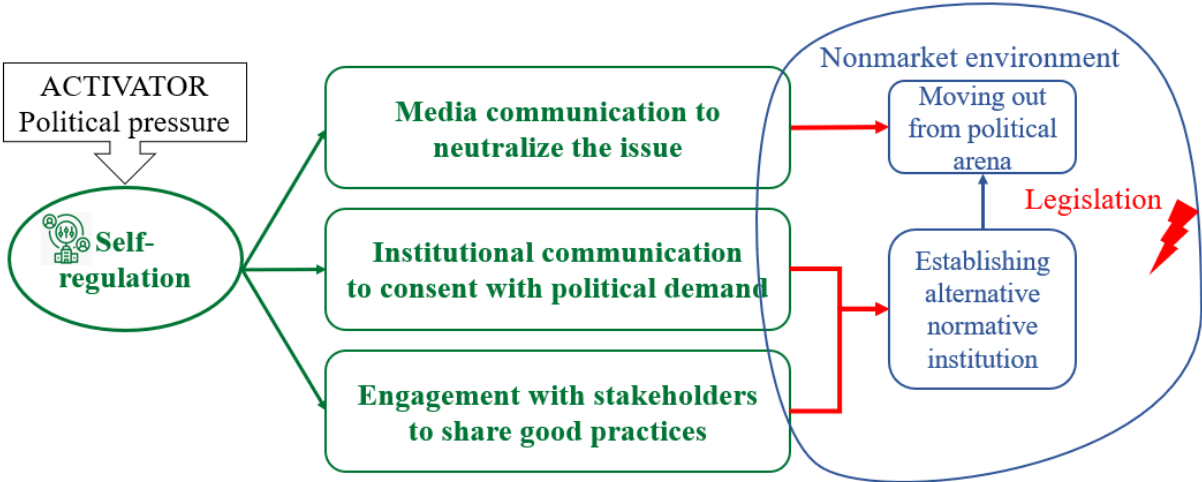 ACTIVATOR
Political pressure
Self-
regulation
Media communication to
neutralize the issue
Institutional communication
to consent with political demand
Engagement with stakeholders
to share good practices
Nonmarket environment
Moving out
from political
arena
Legislation
Establishing
alternative
normative
institution